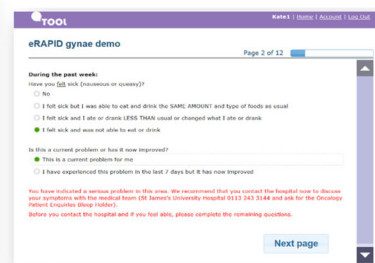 QTOOL
Kate1 | Home | Account | Log Out
eRAPID gynae demo
Page 2 of 12
During the past week:
Have you felt sick (nauseous or queasy)?
No
I felt sick but I was able to eat and drink the SAME AMOUNT and type of foods as usual
I felt sick and I ate or drank LESS THAN usual or changed what I ate or drank
I felt sick and was not able to eat or drink
Is this a current problem or has it now improved?
This is a current problem for me
I have experienced this problem in the last 7 days but it has now improved
You have indicated a serious problem in this area. We recommend that you contact the hospital now to discuss
your symptoms with the medical team (St James's University Hospital 0113 243 3144 and ask for the Oncology
Patient Enquiries Bleep Holder).
Before you contact the hospital and if you feel able, please complete the remaining questions.
Next page